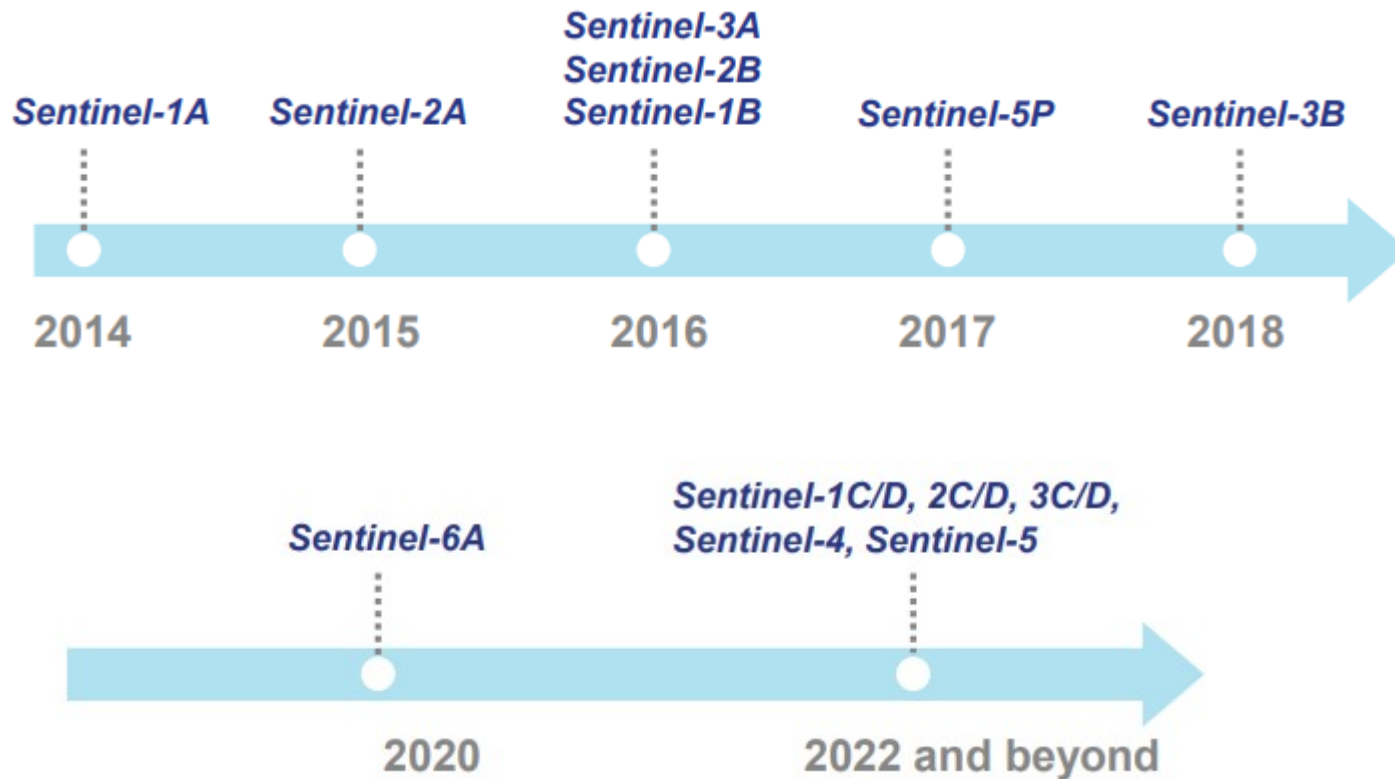 Sentinel-3A
Sentinel-2B
Sentinel-1A Sentinel-2A Sentinel-1B Sentinel-5P Sentinel-3B
2014 2015 2016 2017 2018
Sentinel-1C/D, 2C/D, 3C/D,
Sentinel-6A Sentinel-4, Sentinel-5
2020 2022 and beyond